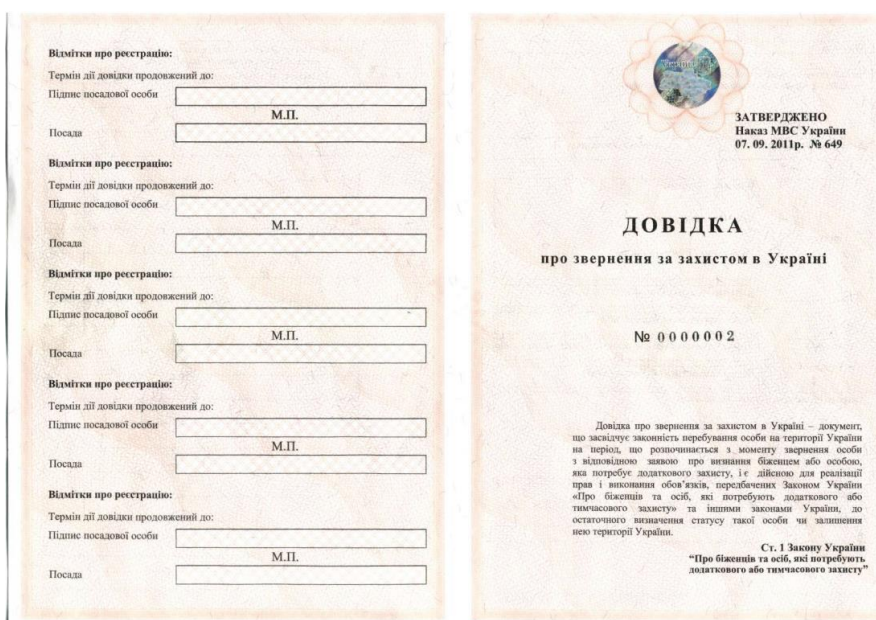 Відмітки про реєстрацію:
Термін дії довідки продовжений до:
Підпис посадової особи
М.П.
Посада
Відмітки про реєстрацію:
Термін дії довідки продовжений до:
Підпис посадової особи
М.П.
Посада
Відмітки про реєстрацію:
Термін дії довідки продовжений до:
Підпис посадової особи
М.П.
Посада
Відмітки про реєстрацію:
Термін дії довідки продовжений до:
Підпис посадової особи
М.П.
Посада
Відмітки про реєстрацію:
Термін дії довідки продовжений до:
Підпис посадової особи
М.П.
Посада
ЗАТВЕРДЖЕНО
Наказ МВС України
07. 09. 2011р. № 649
ДОВІДКА
про звернення за захистом в Україні
№ 0000002
Довідка про звернення за захистом в Україні – документ,
що засвідчує законність перебування особи на території України
на період, що розпочинається з моменту звернення особи
з відповідною заявою про визнання біженцем або особою,
яка потребує додаткового захисту, і є дійсною для реалізації
прав і виконання обов’язків, передбачених Законом України
«Про біженців та осіб, які потребують додаткового або
тимчасового захисту» та іншими законами України, до
остаточного визначення статусу такої особи чи залишення
нею території України.
Ст. 1 Закону України
“Про біженців та осіб, які потребують
додаткового або тимчасового захисту”